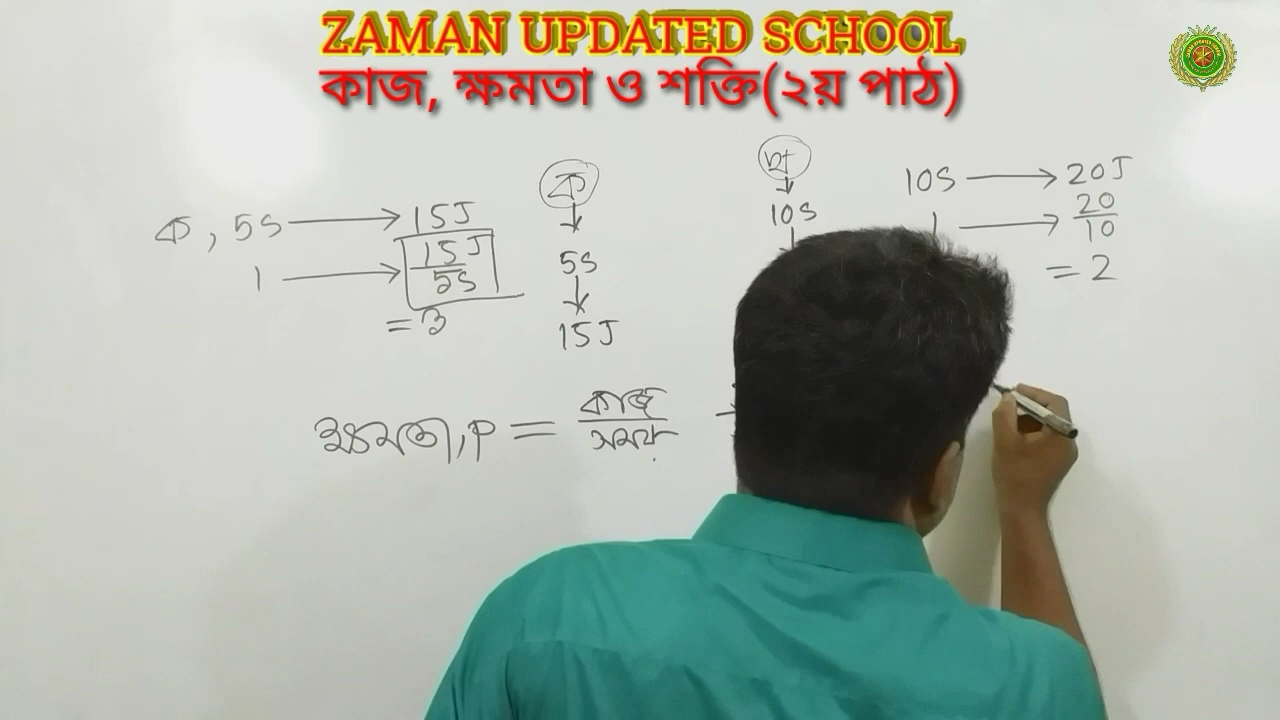 ZAMAN UPDATED SCHOOL
কাজ, ক্ষমতা ও শক্তি(২য় পাঠ)
ক , 5s → 15J
1 → 15J/5s
= 3
ক
↓
5s
↓
15J
খ
↓
10s
10s → 20J
1 → 20/10
= 2
ক্ষমতা, P = কাজ/সময়